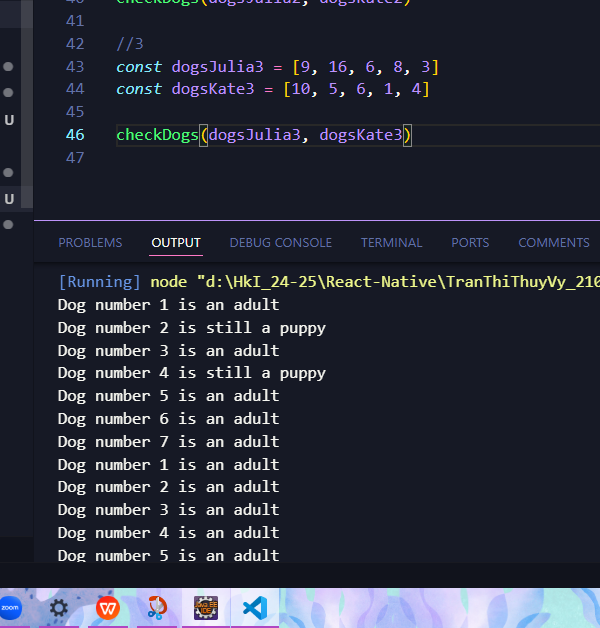 40 checkDogs(dogsJulia2, dogsKate2)
41
42 //3
43 const dogsJulia3 = [9, 16, 6, 8, 3]
44 const dogsKate3 = [10, 5, 6, 1, 4]
45
46 checkDogs(dogsJulia3, dogsKate3)
47
U
U
PROBLEMS OUTPUT DEBUG CONSOLE TERMINAL PORTS COMMENTS
[Running] node "d:\HkI_24-25\React-Native\TranThiThuyVy_210
Dog number 1 is an adult
Dog number 2 is still a puppy
Dog number 3 is an adult
Dog number 4 is still a puppy
Dog number 5 is an adult
Dog number 6 is an adult
Dog number 7 is an adult
Dog number 1 is an adult
Dog number 2 is an adult
Dog number 3 is an adult
Dog number 4 is an adult
Dog number 5 is an adult
zoom
W
Java EE
IDE